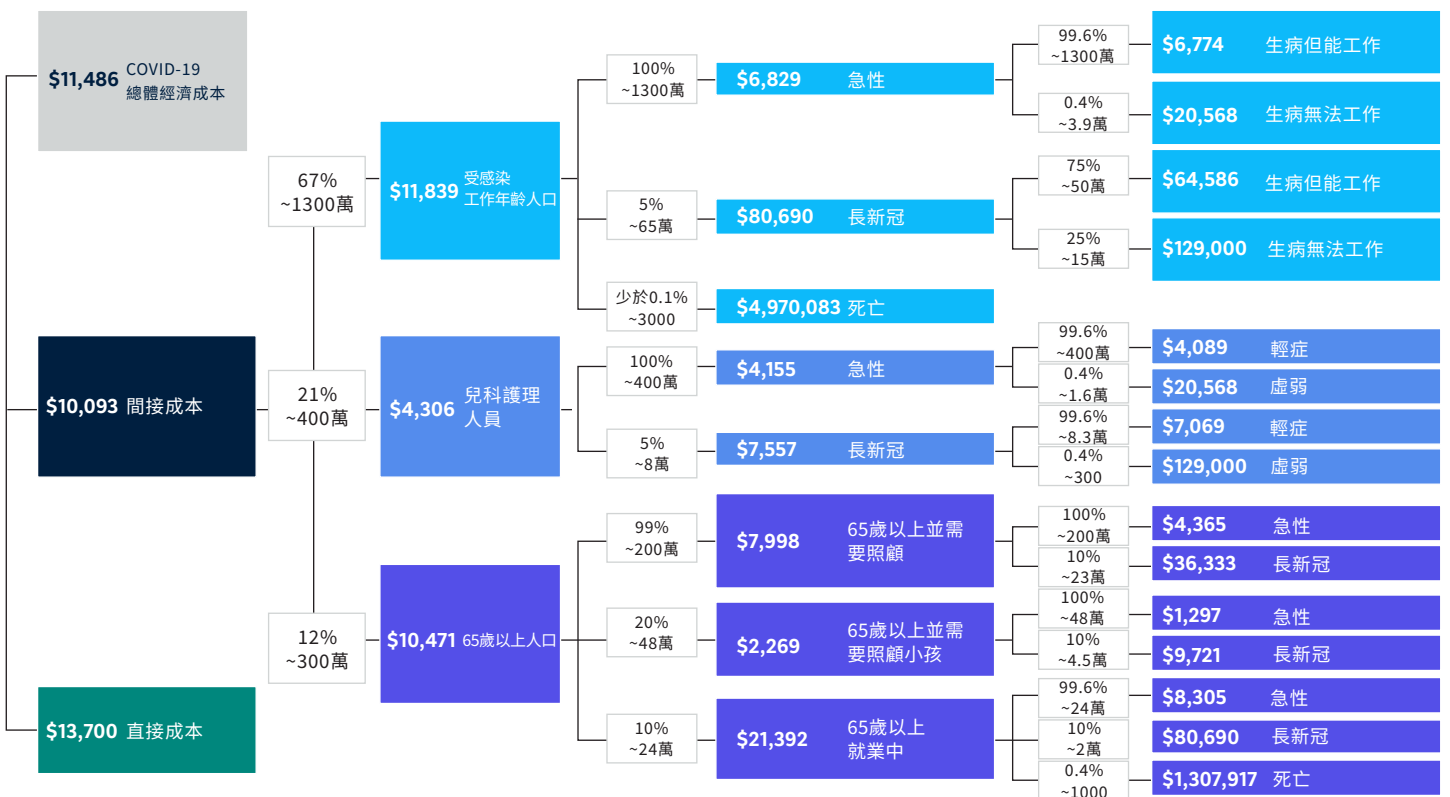 $11,486 COVID-19
總體經濟成本
$10,093 間接成本
$13,700 直接成本
67%
~1300萬
21%
~400萬
12%
~300萬
$11,839 受感染
工作年齡人口
$4,306 兒科護理
人員
$10,471 65歲以上人口
100%
~1300萬
$6,829 急性
5%
~65萬
$80,690 長新冠
少於0.1%
~3000
$4,970,083 死亡
100%
~400萬
$4,155 急性
5%
~8萬
$7,557 長新冠
99%
~200萬
$7,998 65歲以上並需
要照顧
20%
~48萬
$2,269 65歲以上並需
要照顧小孩
10%
~24萬
$21,392 65歲以上
就業中
99.6%
~1300萬
$6,774 生病但能工作
0.4%
~3.9萬
$20,568 生病無法工作
75%
~50萬
$64,586 生病但能工作
25%
~15萬
$129,000 生病無法工作
99.6%
~400萬
$4,089 輕症
0.4%
~1.6萬
$20,568 虛弱
99.6%
~8.3萬
$7,069 輕症
0.4%
~300
$129,000 虛弱
100%
~200萬
$4,365 急性
10%
~23萬
$36,333 長新冠
100%
~48萬
$1,297 急性
10%
~4.5萬
$9,721 長新冠
99.6%
~24萬
$8,305 急性
10%
~2萬
$80,690 長新冠
0.4%
~1000
$1,307,917 死亡